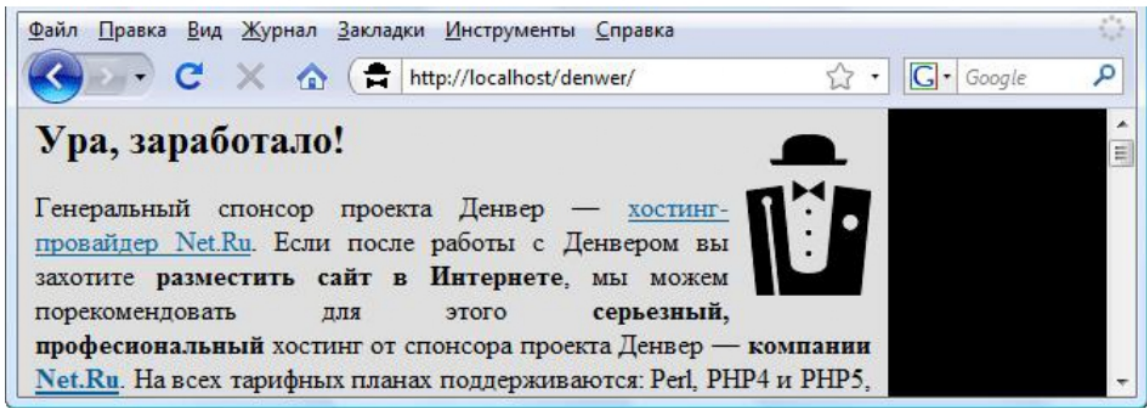 Файл Правка Вид Журнал Закладки Инструменты Справка
http://localhost/denwer/
G Google
Ура, заработало!
Генеральный спонсор проекта Денвер — хостинг-
провайдер Net.Ru. Если после работы с Денвером вы
захотите разместить сайт в Интернете, мы можем
порекомендовать для этого серьезный,
професиональный хостинг от спонсора проекта Денвер — компании
Net.Ru. На всех тарифных планах поддерживаются: Perl, PHP4 и PHP5,